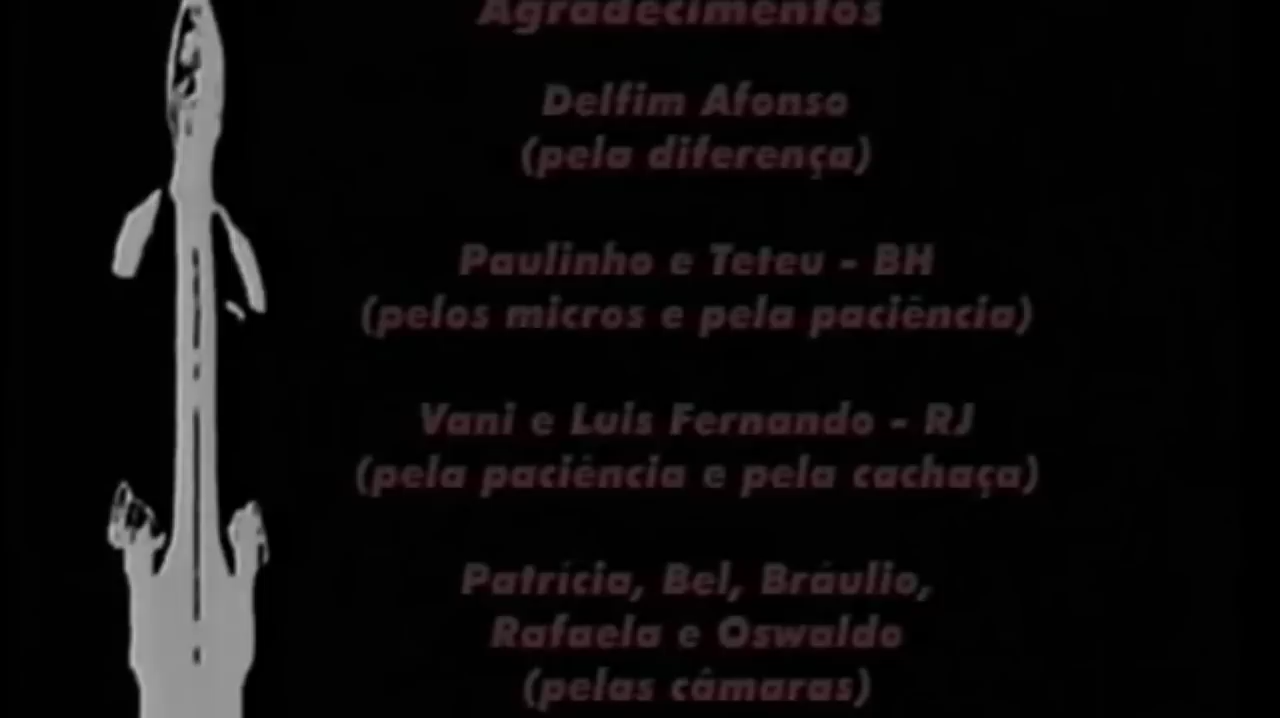 Agradecimentos
Delfim Afonso
(pela diferença)
Paulinho e Teteu - BH
(pelos micros e pela paciência)
Vani e Luis Fernando - RJ
(pela paciência e pela cachaça)
Patrícia, Bel, Bráulio,
Rafaela e Oswaldo
(pelas câmaras)